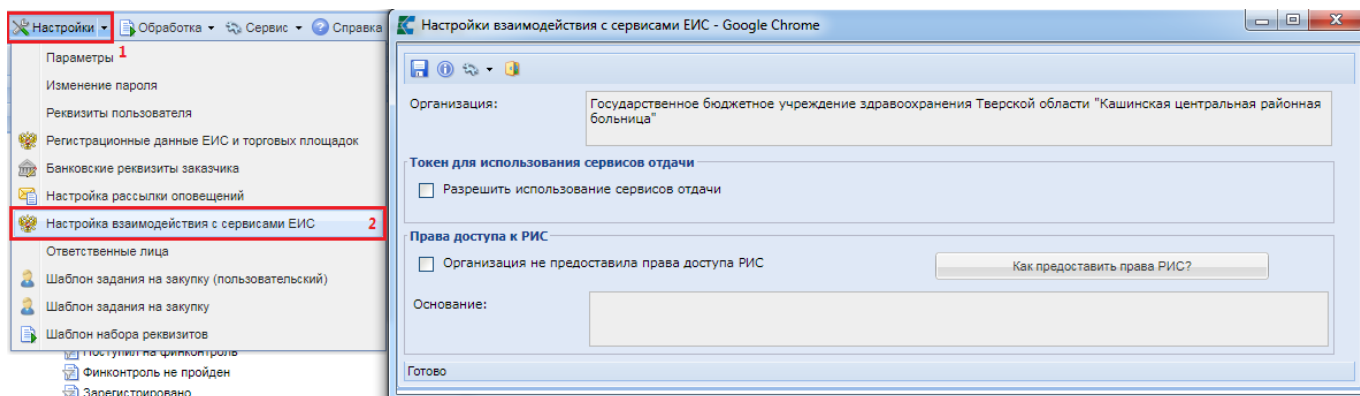 Настройки
Обработка
Сервис
Справка
1
Параметры
Изменение пароля
Реквизиты пользователя
Регистрационные данные ЕИС и торговых площадок
Банковские реквизиты заказчика
Настройка рассылки оповещений
Настройка взаимодействия с сервисами ЕИС 2
Ответственные лица
Шаблон задания на закупку (пользовательский)
Шаблон задания на закупку
Шаблон набора реквизитов
Поступил на финконтроль
Финконтроль не пройден
Зарегистрировано
Настройки взаимодействия с сервисами ЕИС - Google Chrome
Организация:
Государственное бюджетное учреждение здравоохранения Тверской области "Кашинская центральная районная
больница"
Токен для использования сервисов отдачи
Разрешить использование сервисов отдачи
Права доступа к РИС
Организация не предоставила права доступа РИС
Как предоставить права РИС?
Основание:
Готово